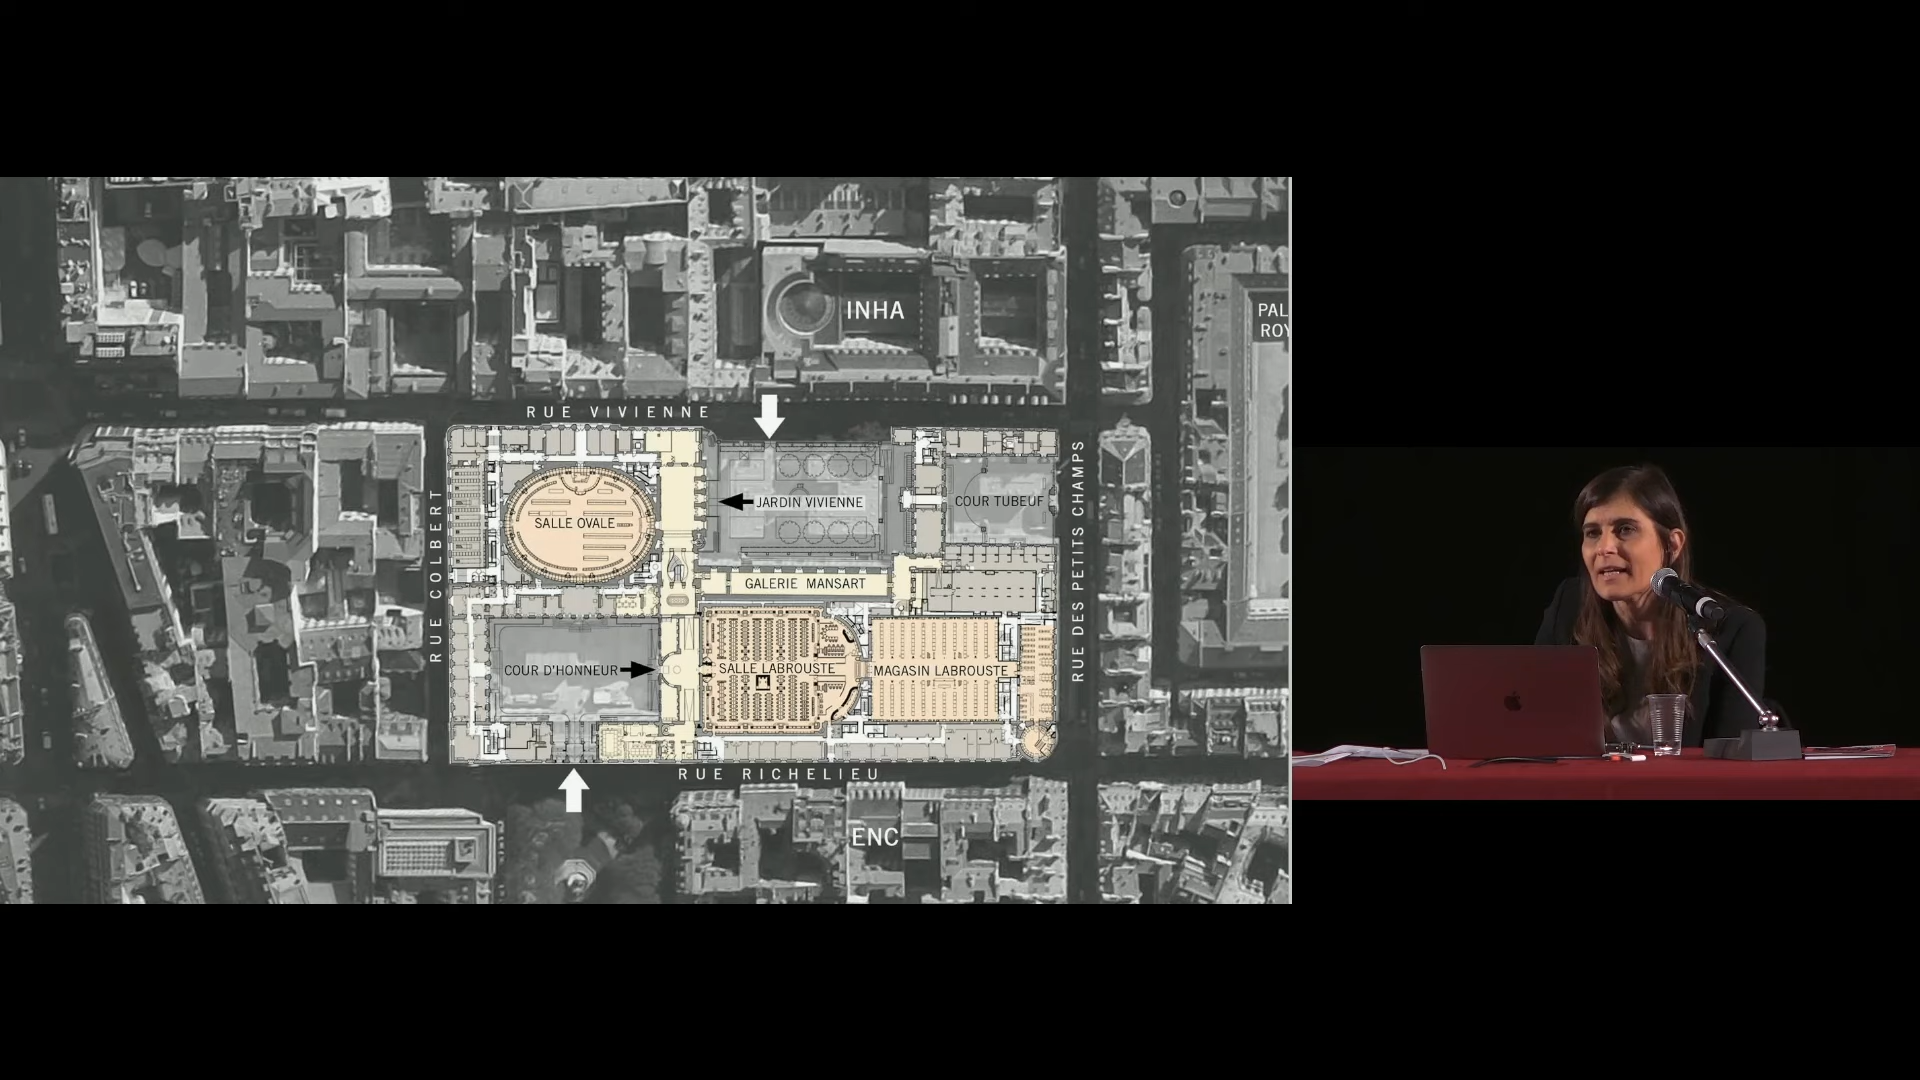 INHA
PAL
ROY
RUE VIVIENNE
RUE COLBERT
RUE DES PETITS CHAMPS
JARDIN VIVIENNE
COUR TUBEUF
SALLE OVALE
GALERIE MANSART
COUR D'HONNEUR
SALLE LABROUSTE
MAGASIN LABROUSTE
RUE RICHELIEU
ENC